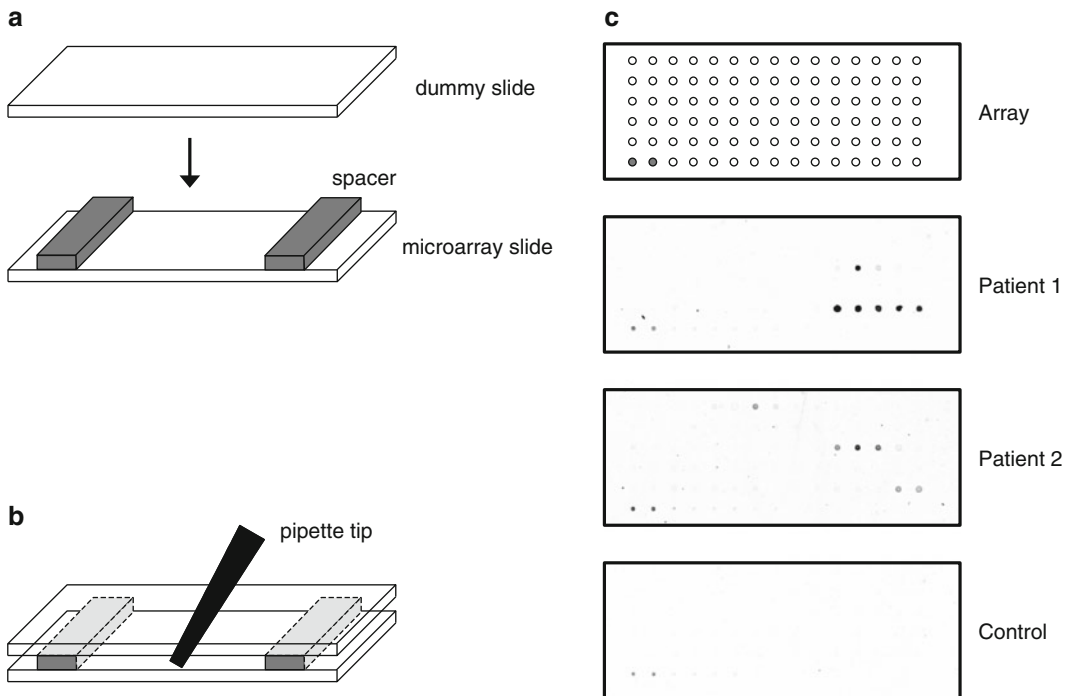 a
dummy slide
spacer
microarray slide
b
pipette tip
c
Array
Patient 1
Patient 2
Control